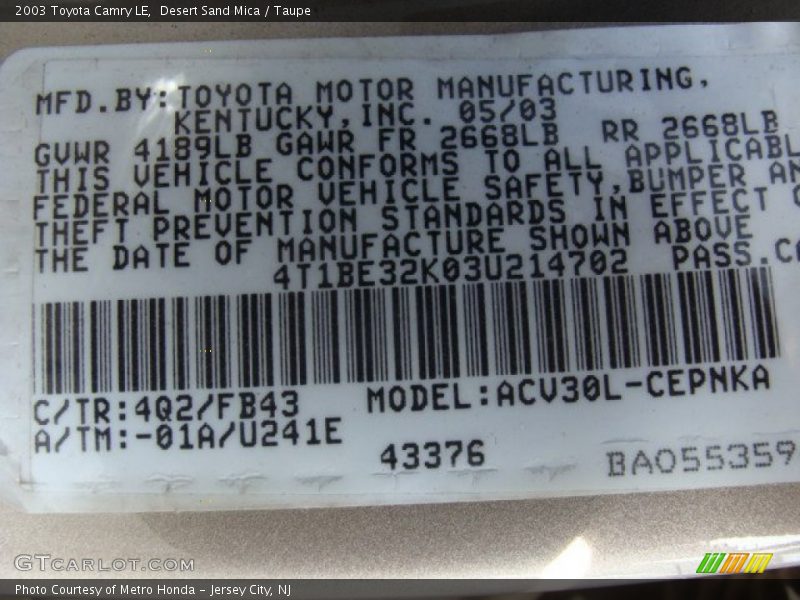 2003 Toyota Camry LE,  Desert Sand Mica / Taupe
MFD.BY:TOYOTA MOTOR MANUFACTURING,
KENTUCKY,INC. 05/03
GVWR 4189LB GAWR FR 2668LB RR 2668LB
THIS VEHICLE CONFORMS TO ALL APPLICABL
FEDERAL MOTOR VEHICLE SAFETY,BUMPER AN
THEFT PREVENTION STANDARDS IN EFFECT O
THE DATE OF MANUFACTURE SHOWN ABOVE
4T1BE32K03U214702 PASS.CA
C/TR:4Q2/FB43 MODEL:ACV30L-CEPNKA
A/TM:-01A/U241E
43376 BA055359
GTCARLOT.COM
Photo Courtesy of Metro Honda - Jersey City, NJ